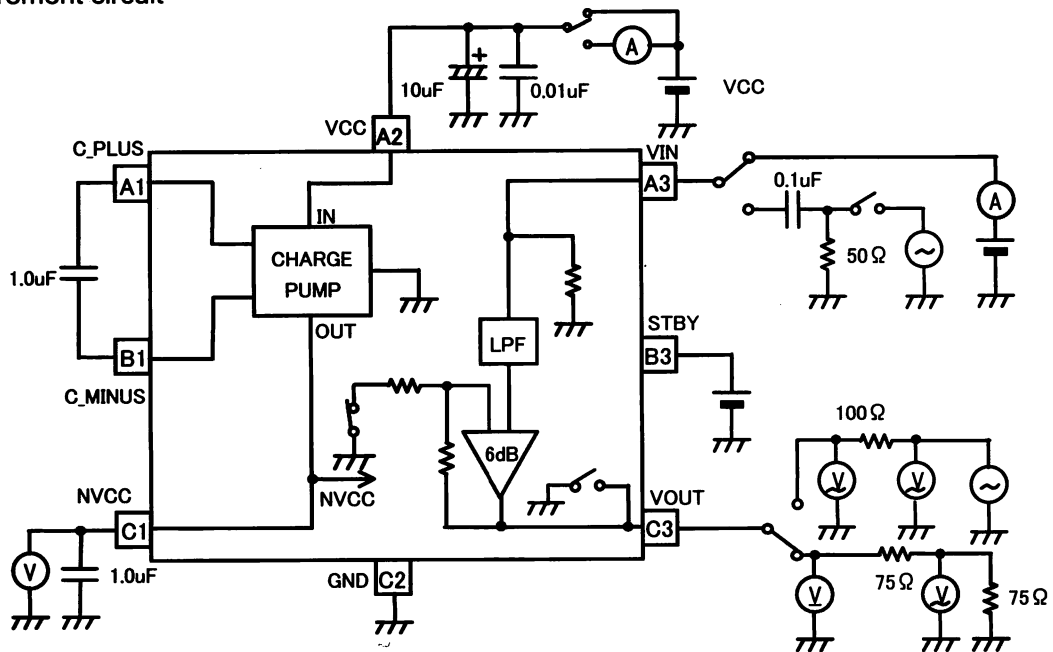 10uF
+
0.01uF
A
VCC
VCC
A2
C_PLUS
A1
VIN
A3
0.1uF
A
50Ω
~
IN
CHARGE
PUMP
OUT
1.0uF
B1
C_MINUS
LPF
STBY
B3
100Ω
V
V
~
6dB
NVCC
NVCC
C1
VOUT
C3
V
1.0uF
GND
C2
V
75Ω
V
75Ω